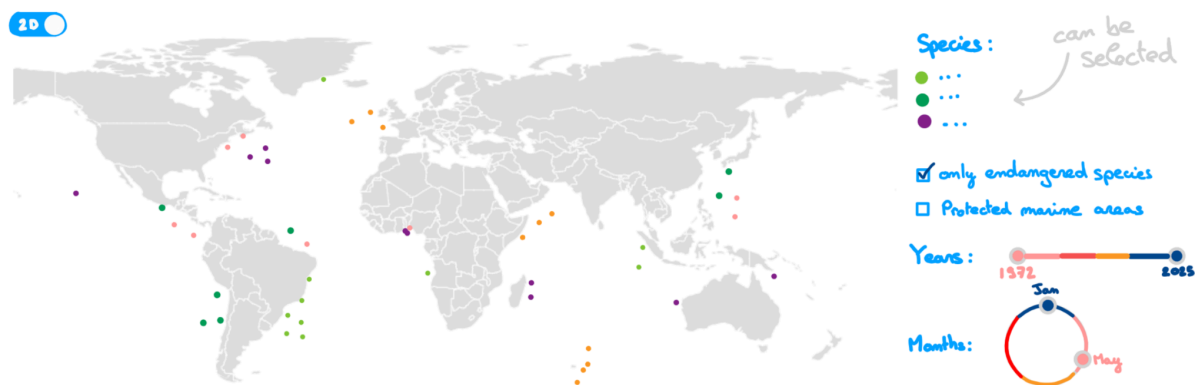 2D
Species:
can be
selected
...
...
...
only endangered species
Protected marine areas
Years:
1972
2025
Jan
Months:
May